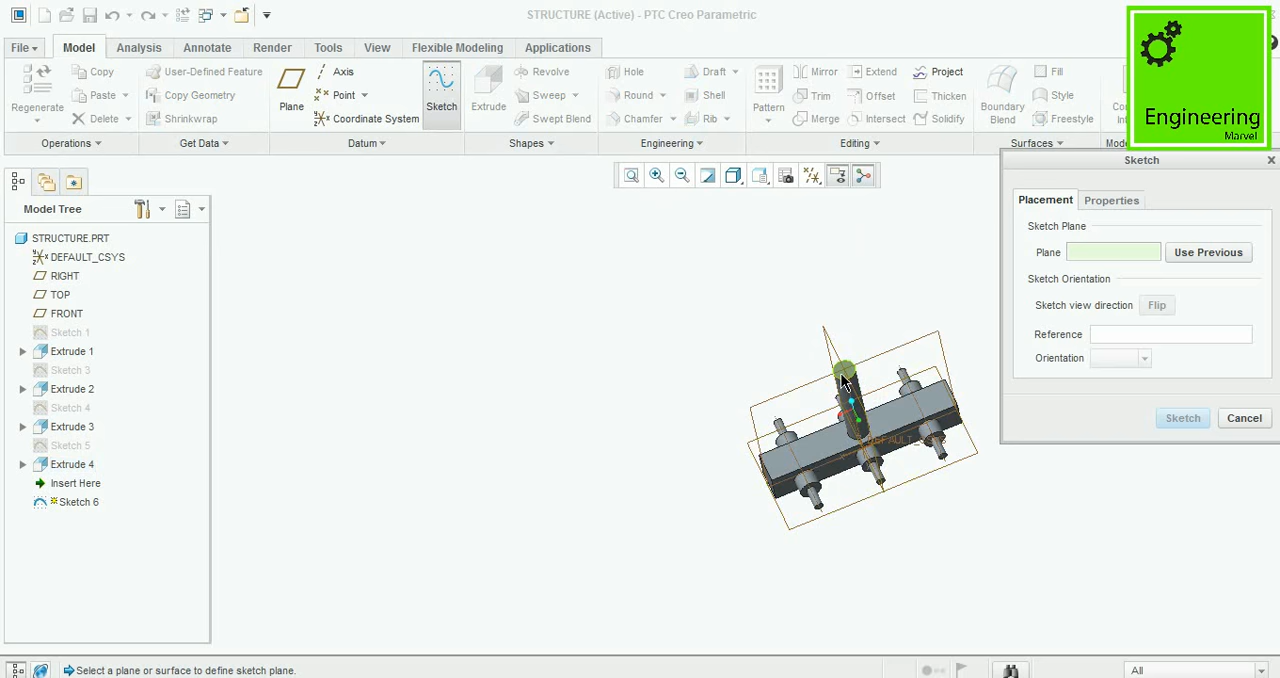 STRUCTURE (Active) - PTC Creo Parametric
File
Model
Analysis
Annotate
Render
Tools
View
Flexible Modeling
Applications
Regenerate
Copy
Paste
Delete
User-Defined Feature
Copy Geometry
Shrinkwrap
Plane
Axis
Point
Coordinate System
Sketch
Extrude
Revolve
Sweep
Swept Blend
Hole
Round
Chamfer
Draft
Shell
Rib
Pattern
Mirror
Trim
Merge
Extend
Offset
Intersect
Project
Thicken
Solidify
Boundary
Blend
Fill
Style
Freestyle
Operations
Get Data
Datum
Shapes
Engineering
Editing
Surfaces
Engineering
Marvel
Model Tree
STRUCTURE.PRT
DEFAULT_CSYS
RIGHT
TOP
FRONT
Sketch 1
Extrude 1
Sketch 3
Extrude 2
Sketch 4
Extrude 3
Sketch 5
Extrude 4
Insert Here
Sketch 6
Sketch
Placement
Properties
Sketch Plane
Plane
Use Previous
Sketch Orientation
Sketch view direction
Flip
Reference
Orientation
Sketch
Cancel
Select a plane or surface to define sketch plane.
All